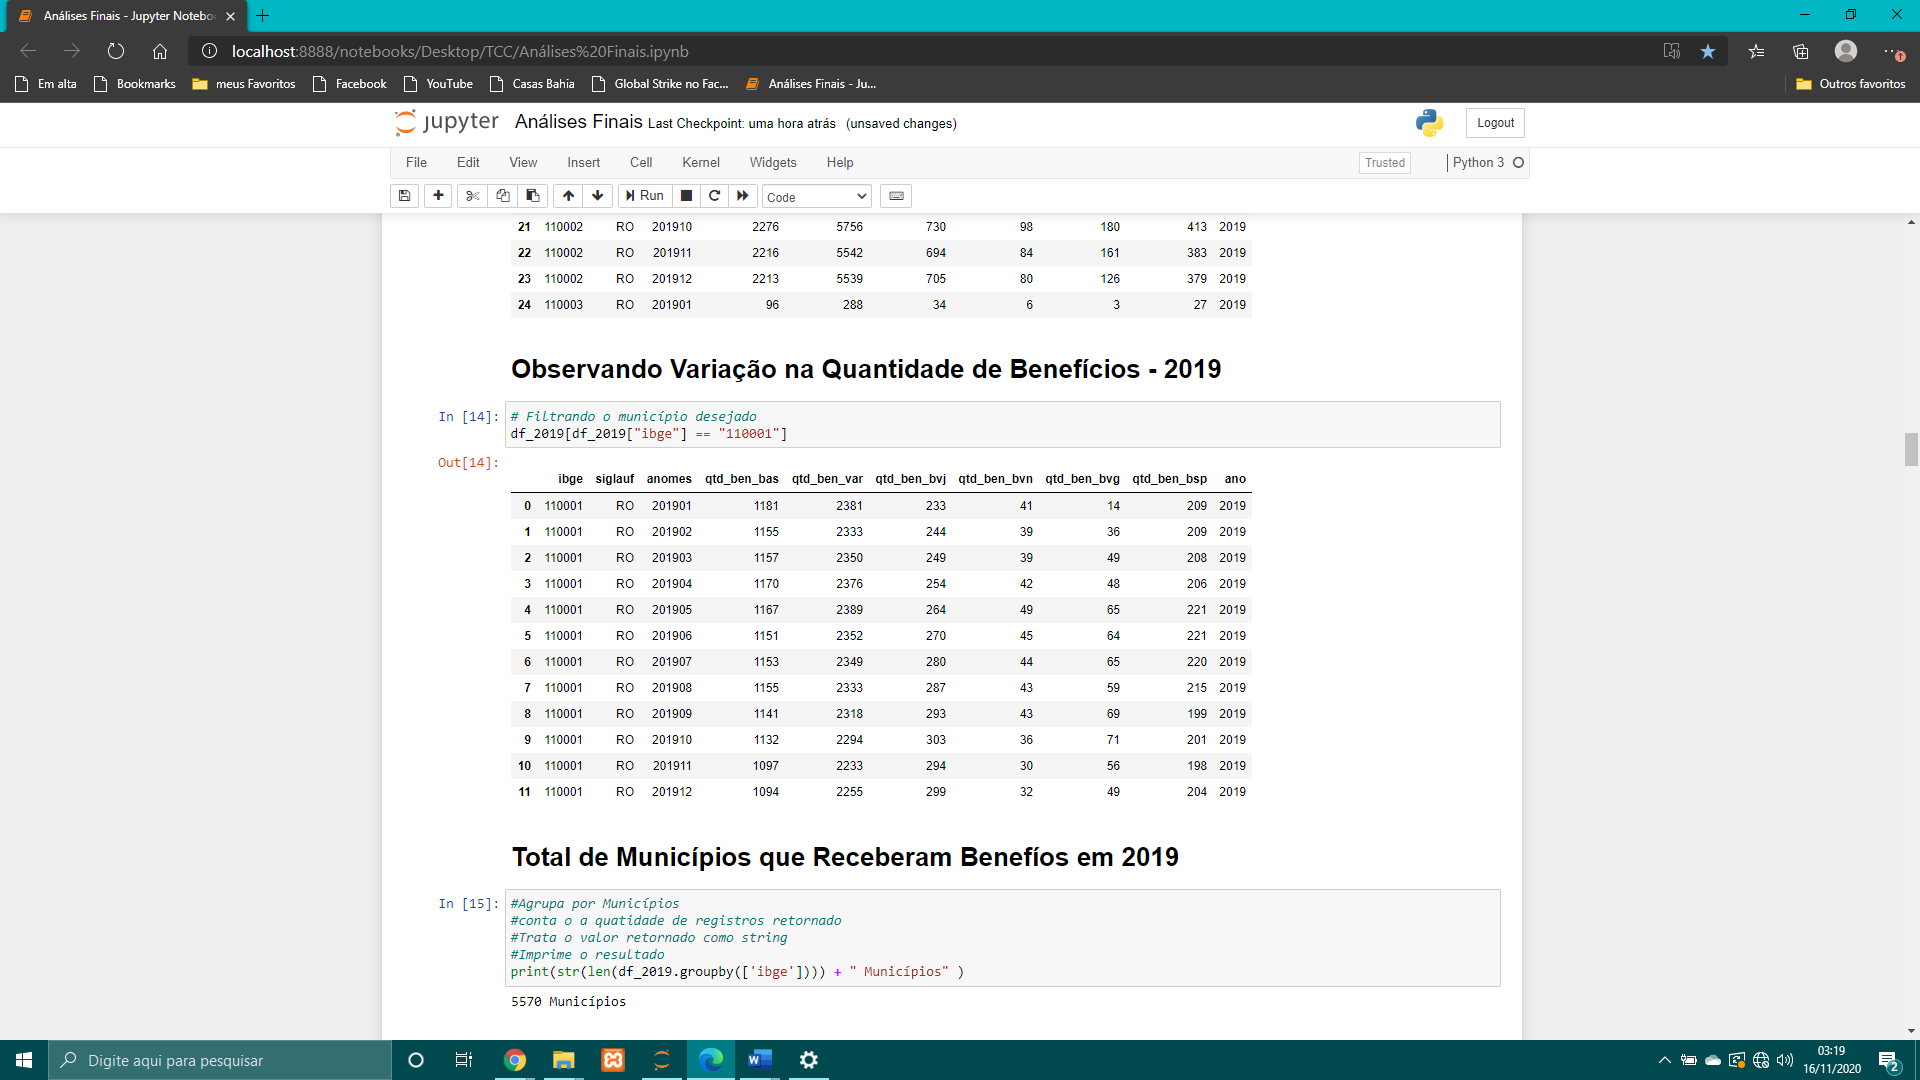 Análises Finais - Jupyter Notebo
localhost:8888/notebooks/Desktop/TCC/Análises%20Finais.ipynb
Em alta Bookmarks meus Favoritos Facebook YouTube Casas Bahia Global Strike no Fac... Análises Finais - Ju... Outros favoritos
jupyter Análises Finais Last Checkpoint: uma hora atrás (unsaved changes) Logout
File Edit View Insert Cell Kernel Widgets Help Trusted Python 3
Run Code
21 110002 RO 201910 2276 5756 730 98 180 413 2019
22 110002 RO 201911 2216 5542 694 84 161 383 2019
23 110002 RO 201912 2213 5539 705 80 126 379 2019
24 110003 RO 201901 96 288 34 6 3 27 2019
Observando Variação na Quantidade de Benefícios - 2019
In [14]: # Filtrando o município desejado
df_2019[df_2019["ibge"] == "110001"]
Out[14]:
ibge siglauf anomes qtd_ben_bas qtd_ben_var qtd_ben_bvj qtd_ben_bvn qtd_ben_bvg qtd_ben_bsp ano
0 110001 RO 201901 1181 2381 233 41 14 209 2019
1 110001 RO 201902 1155 2333 244 39 36 209 2019
2 110001 RO 201903 1157 2350 249 39 49 208 2019
3 110001 RO 201904 1170 2376 254 42 48 206 2019
4 110001 RO 201905 1167 2389 264 49 65 221 2019
5 110001 RO 201906 1151 2352 270 45 64 221 2019
6 110001 RO 201907 1153 2349 280 44 65 220 2019
7 110001 RO 201908 1155 2333 287 43 59 215 2019
8 110001 RO 201909 1141 2318 293 43 69 199 2019
9 110001 RO 201910 1132 2294 303 36 71 201 2019
10 110001 RO 201911 1097 2233 294 30 56 198 2019
11 110001 RO 201912 1094 2255 299 32 49 204 2019
Total de Municípios que Receberam Benefíos em 2019
In [15]: #Agrupa por Municípios
#conta o a quatidade de registros retornado
#Trata o valor retornado como string
#Imprime o resultado
print(str(len(df_2019.groupby(['ibge']))) + " Municípios" )
5570 Municípios
Digite aqui para pesquisar
03:19
16/11/2020
2